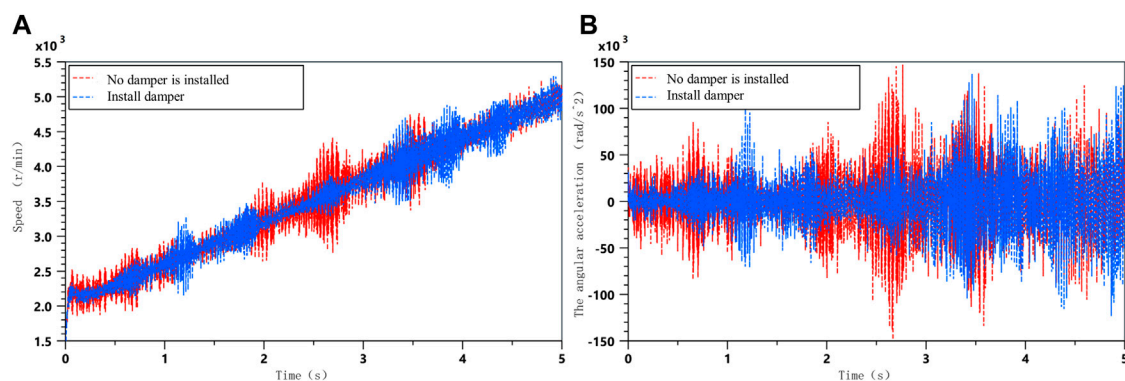 A
x10³
5.5
5.0
4.5
4.0
3.5
3.0
2.5
2.0
1.5
Speed (r/min)
No damper is installed
Install damper
0 1 2 3 4 5
Time (s)
B
x10³
150
100
50
0
-50
-100
-150
The angular acceleration (rad/s^2)
No damper is installed
Install damper
0 1 2 3 4 5
Time (s)